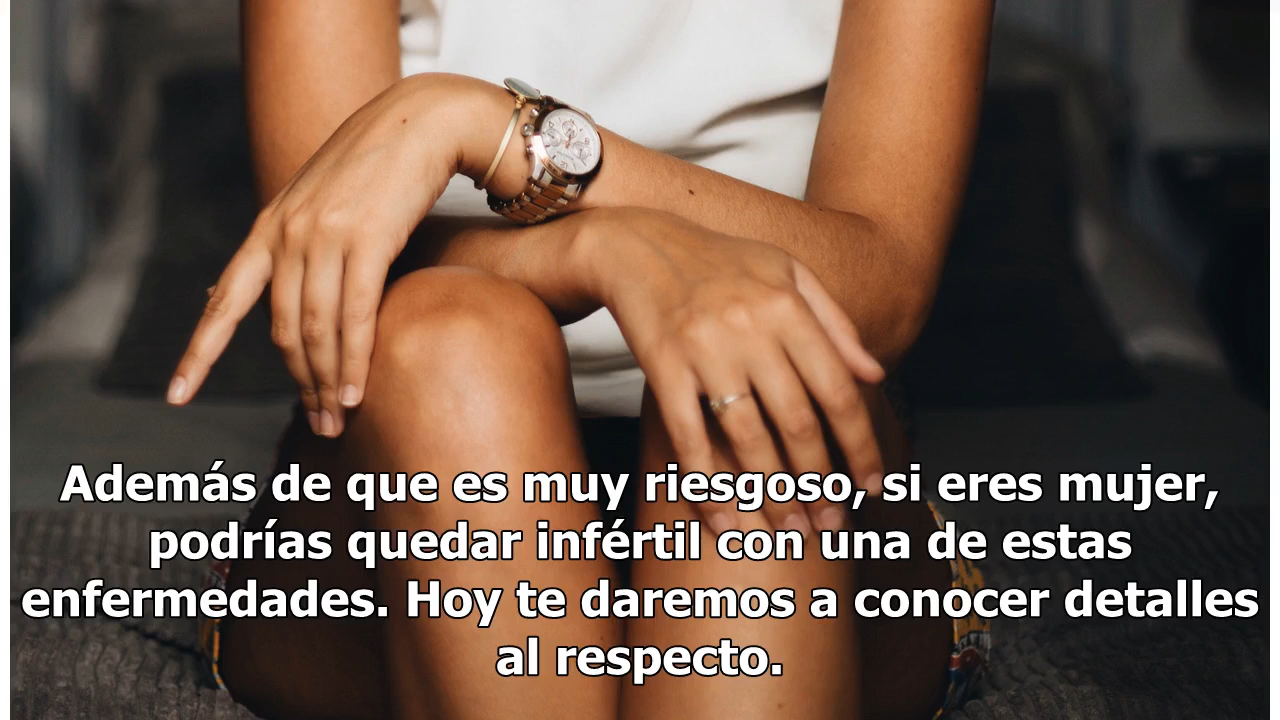 Además de que es muy riesgoso, si eres mujer,
podrías quedar infértil con una de estas
enfermedades. Hoy te daremos a conocer detalles
al respecto.